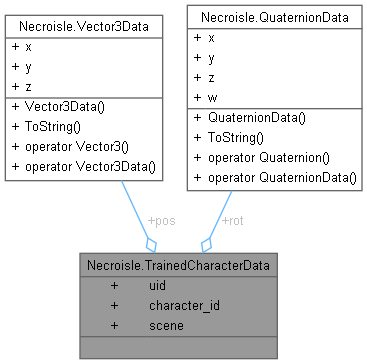 Necroisle.Vector3Data
+ x
+ y
+ z
+ Vector3Data()
+ ToString()
+ operator Vector3()
+ operator Vector3Data()
Necroisle.QuaternionData
+ x
+ y
+ z
+ w
+ QuaternionData()
+ ToString()
+ operator Quaternion()
+ operator QuaternionData()
+pos
+rot
Necroisle.TrainedCharacterData
+ uid
+ character_id
+ scene